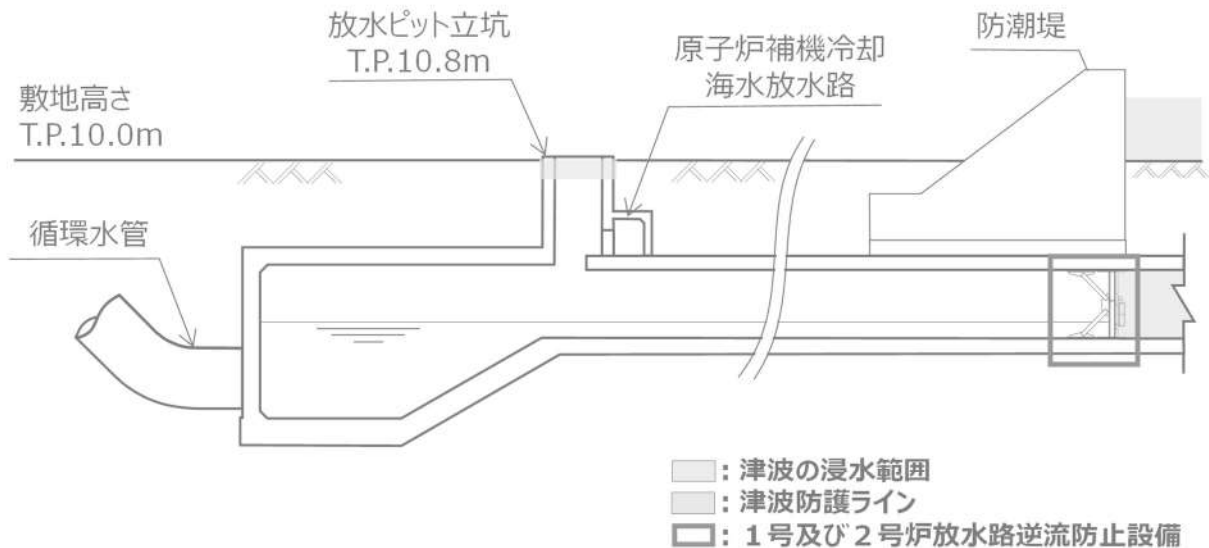 放水ピット立坑
T.P.10.8m
防潮堤
原子炉補機冷却
海水放水路
敷地高さ
T.P.10.0m
循環水管
：津波の浸水範囲
：津波防護ライン
：１号及び２号炉放水路逆流防止設備